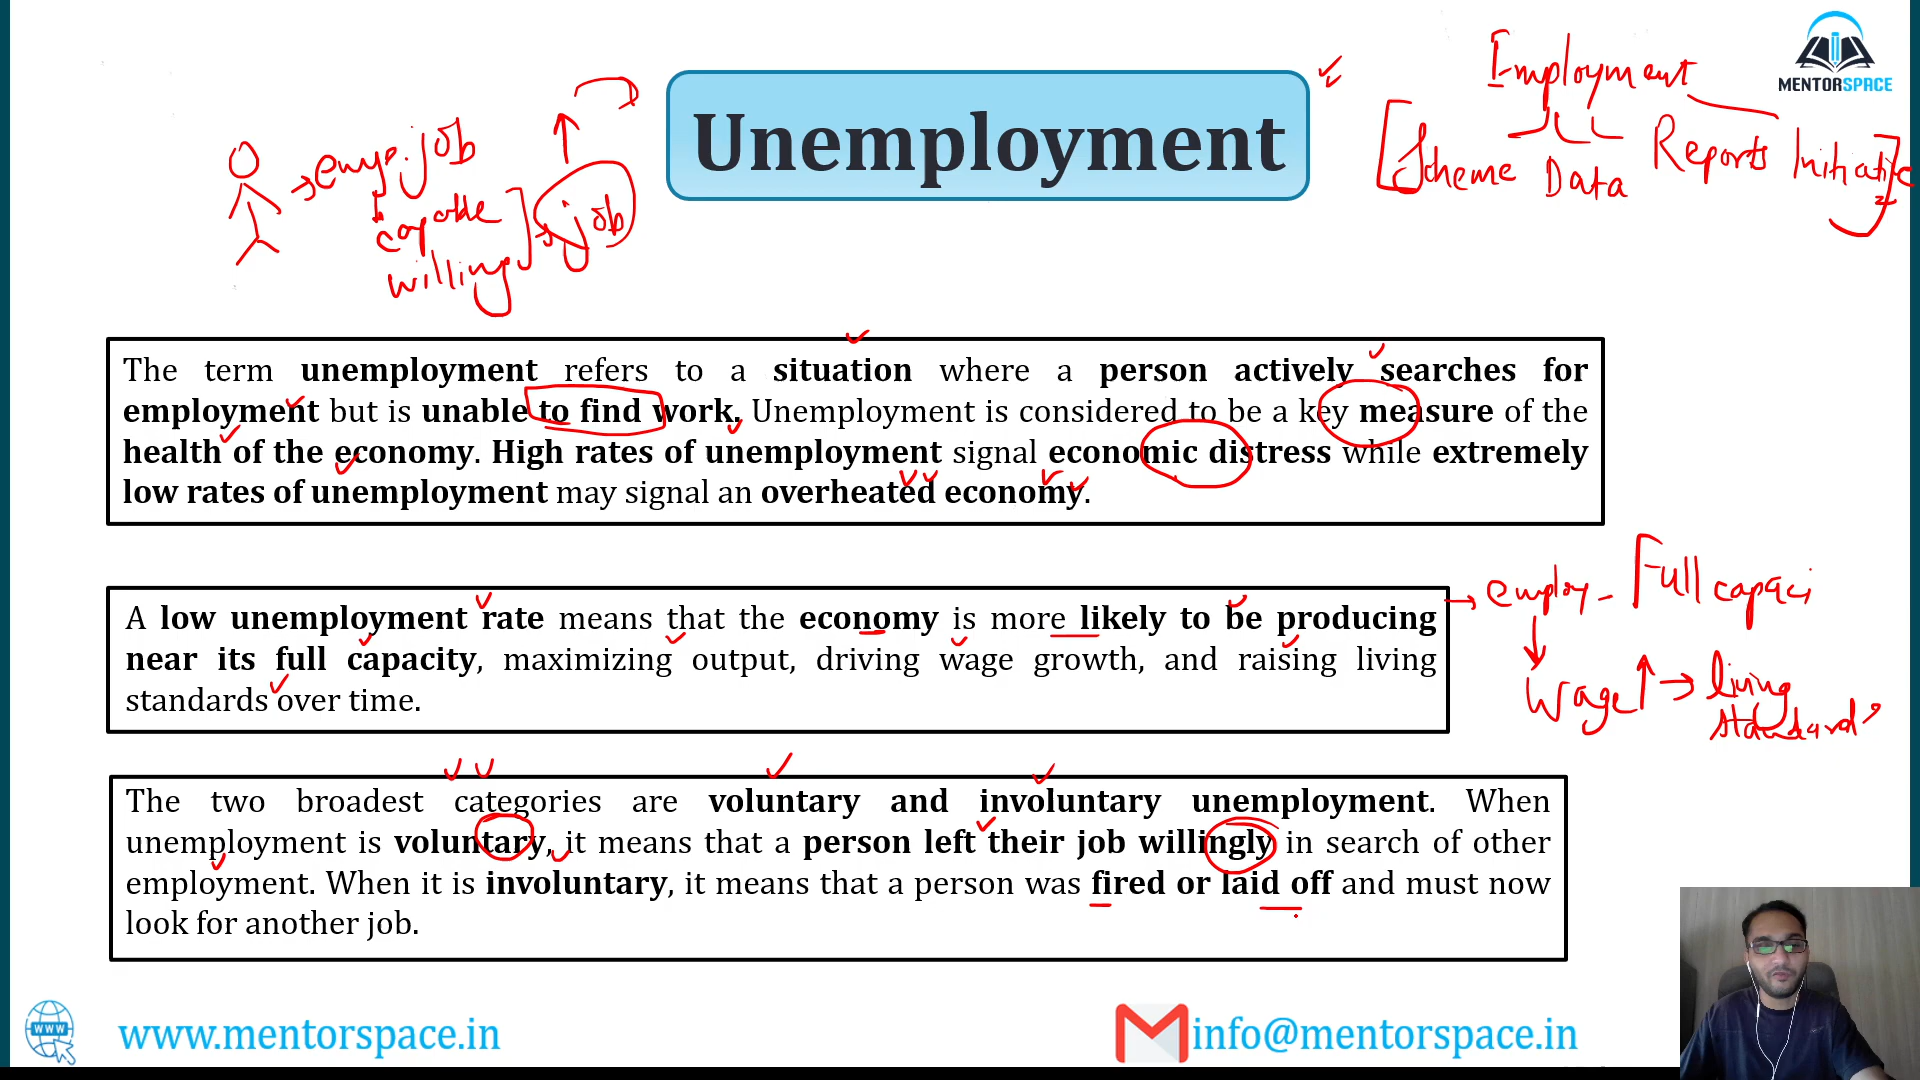 Unemployment
MENTORSPACE
Employment
Scheme Data Reports Initiative
emp. job
capable
willing
job
The term unemployment refers to a situation where a person actively searches for
employment but is unable to find work. Unemployment is considered to be a key measure of the
health of the economy. High rates of unemployment signal economic distress while extremely
low rates of unemployment may signal an overheated economy.
A low unemployment rate means that the economy is more likely to be producing
near its full capacity, maximizing output, driving wage growth, and raising living
standards over time.
employ - Full capaci
Wage → living
standards
The two broadest categories are voluntary and involuntary unemployment. When
unemployment is voluntary, it means that a person left their job willingly in search of other
employment. When it is involuntary, it means that a person was fired or laid off and must now
look for another job.
WWW
www.mentorspace.in
info@mentorspace.in